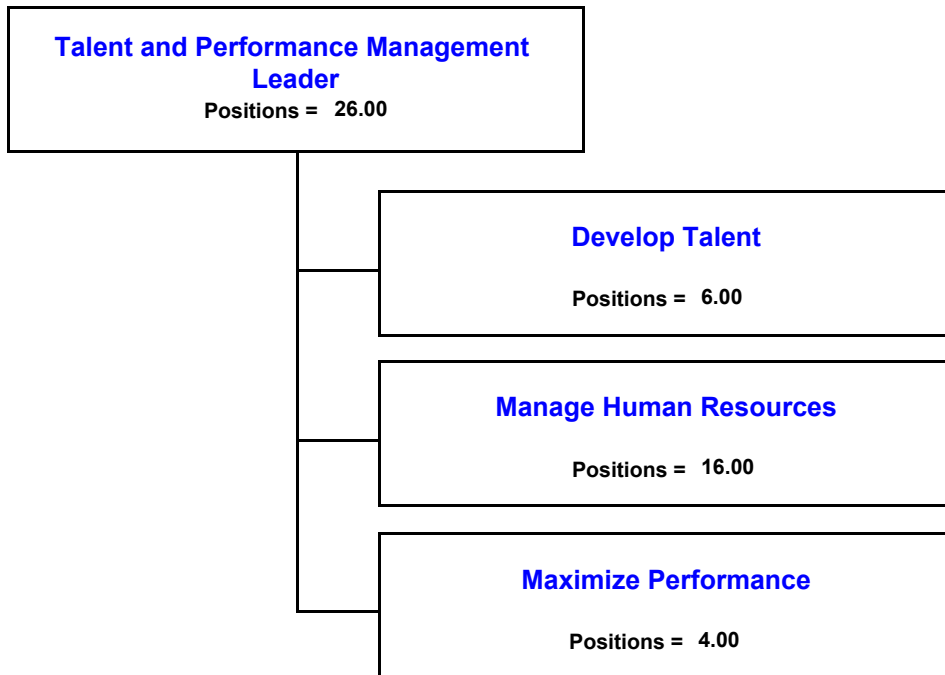 Talent and Performance Management
Leader
Positions = 26.00
Develop Talent
Positions = 6.00
Manage Human Resources
Positions = 16.00
Maximize Performance
Positions = 4.00